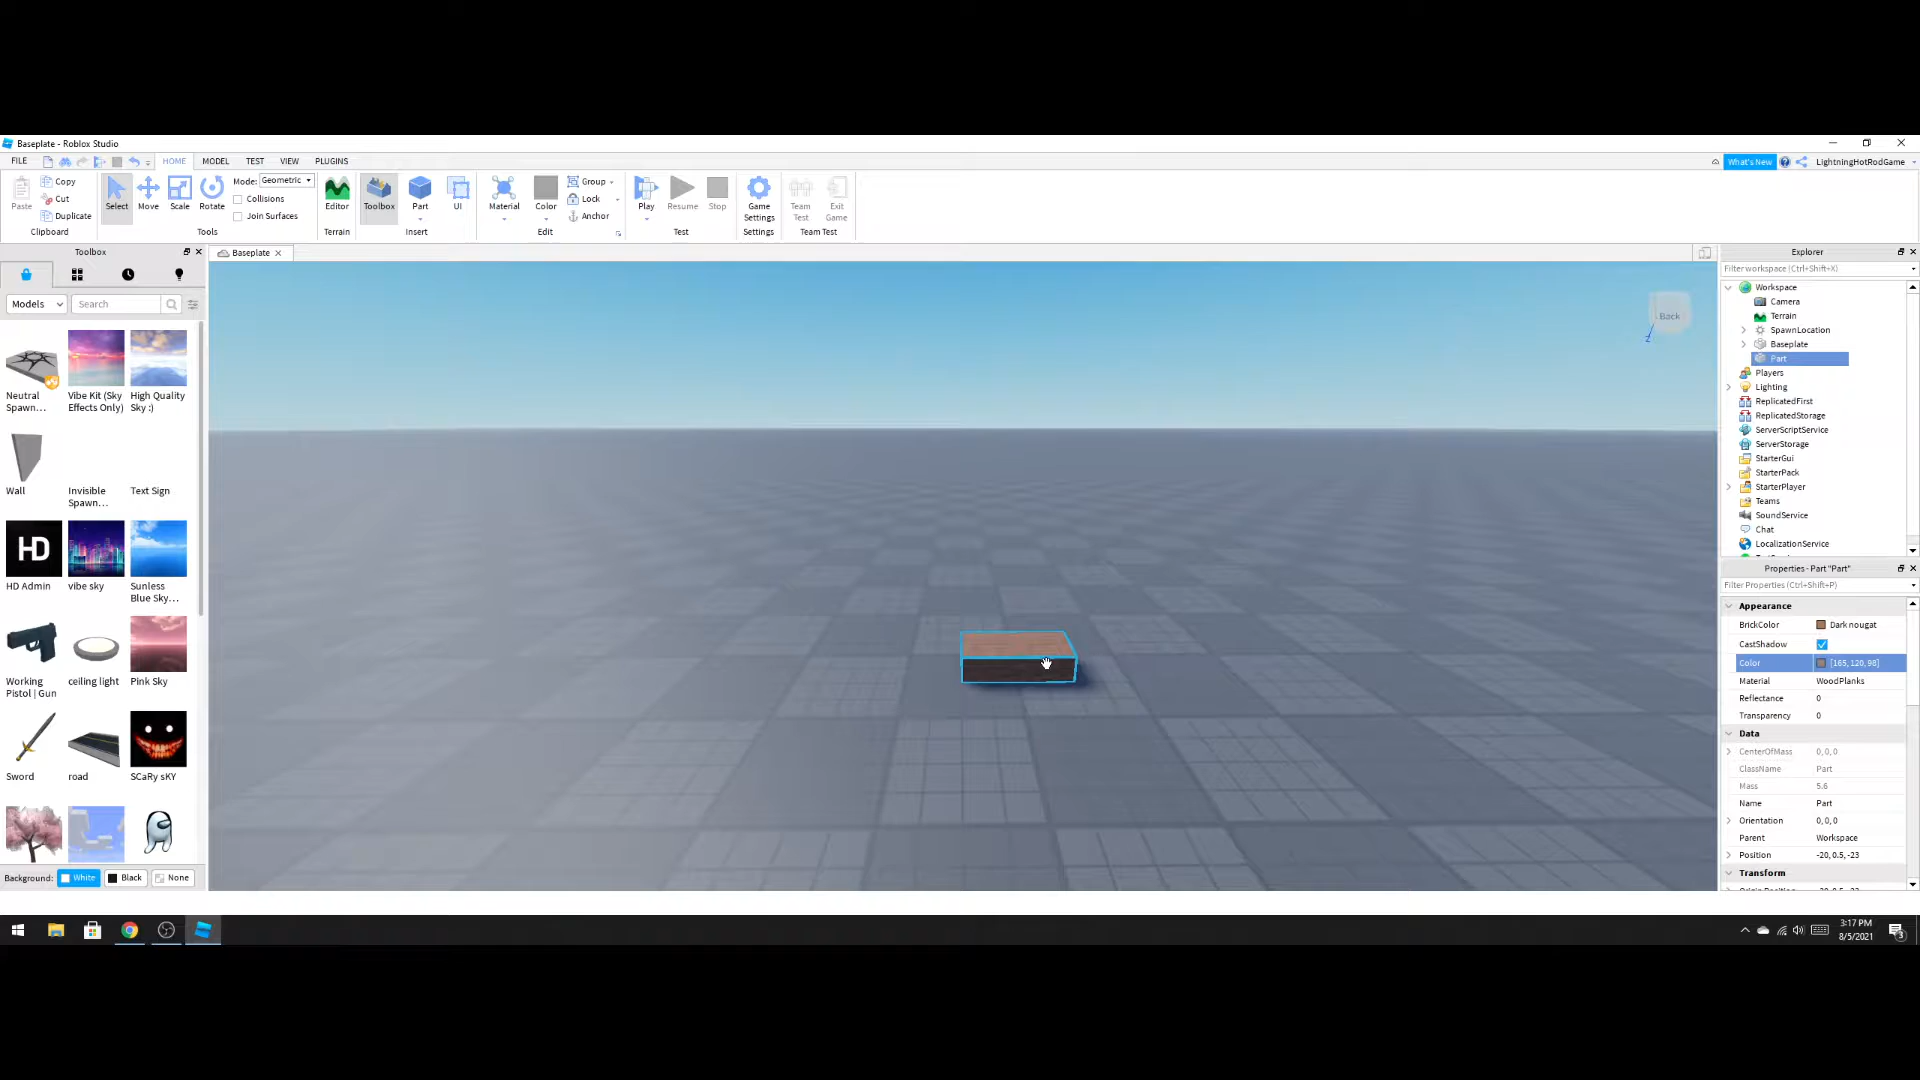 Baseplate - Roblox Studio
FILE HOME MODEL TEST VIEW PLUGINS What's New LightningHotRodGame
Paste Copy Cut Duplicate
Select Move Scale Rotate
Mode: Geometric
Collisions
Join Surfaces
Editor Toolbox Part UI Material Color
Group
Lock
Anchor
Play Resume Stop
Game Settings
Team Test
Exit Game
Clipboard Tools Terrain Insert Edit Test Settings Team Test
Toolbox
Models Search
Neutral Spawn...
Vibe Kit (Sky Effects Only)
High Quality Sky :)
Wall
Invisible Spawn...
Text Sign
HD
HD Admin
vibe sky
Sunless Blue Sky...
Working Pistol | Gun
ceiling light
Pink Sky
Sword
road
SCaRy sKY
Background: White Black None
Baseplate
Back
Z
Explorer
Filter workspace (Ctrl+Shift+X)
Workspace
Camera
Terrain
SpawnLocation
Baseplate
Part
Players
Lighting
ReplicatedFirst
ReplicatedStorage
ServerScriptService
ServerStorage
StarterGui
StarterPack
StarterPlayer
Teams
SoundService
Chat
LocalizationService
Properties - Part "Part"
Filter Properties (Ctrl+Shift+P)
Appearance
BrickColor Dark nougat
CastShadow
Color [165, 120, 98]
Material WoodPlanks
Reflectance 0
Transparency 0
Data
CenterOfMass 0, 0, 0
ClassName Part
Mass 5.6
Name Part
Orientation 0, 0, 0
Parent Workspace
Position -20, 0.5, -23
Transform
3:17 PM
8/5/2021
3